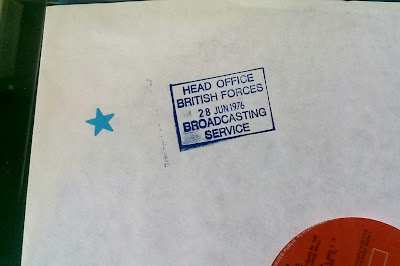 HEAD OFFICE
BRITISH FORCES
28 JUN 1976
BROADCASTING
SERVICE